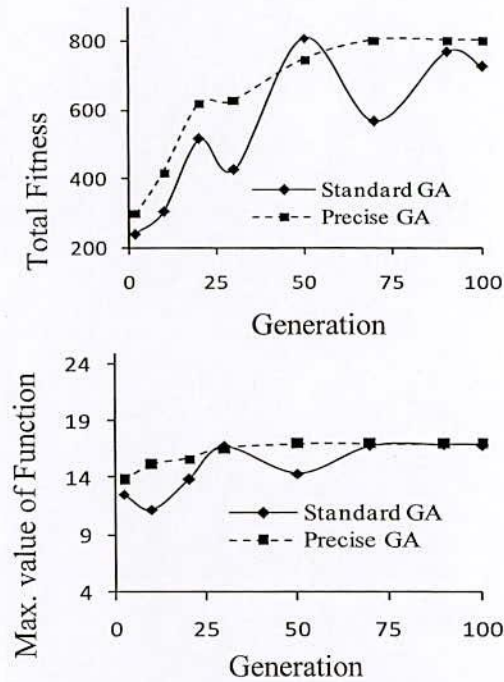 Total Fitness
800
600
400
200
Standard GA
Precise GA
0 25 50 75 100
Generation
Max. value of Function
24
19
14
9
4
Standard GA
Precise GA
0 25 50 75 100
Generation